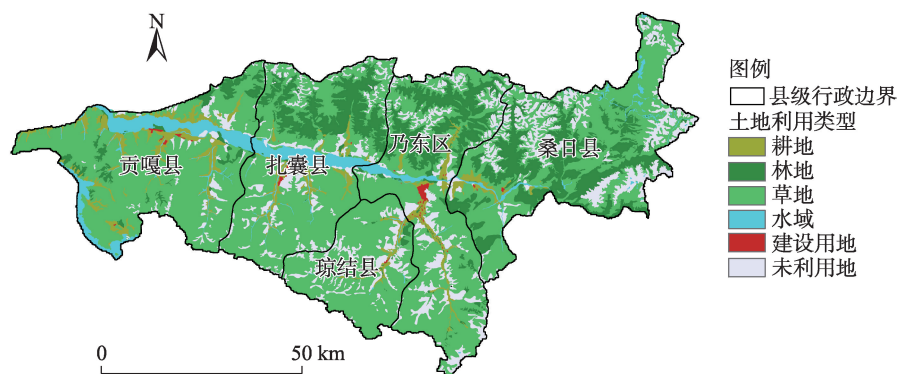 N
图例
县级行政边界
土地利用类型
耕地
林地
草地
水域
建设用地
未利用地
乃东区
桑日县
贡嘎县
扎囊县
琼结县
0 50 km